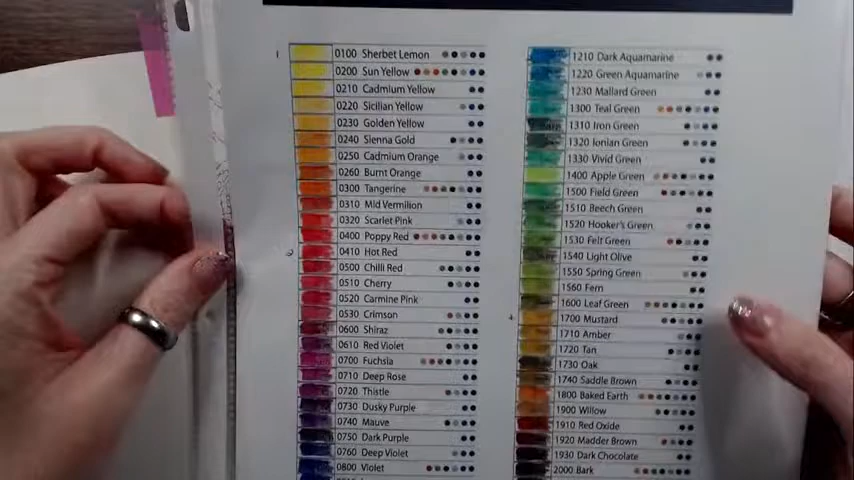 0100 Sherbet Lemon
0200 Sun Yellow
0210 Cadmium Yellow
0220 Sicilian Yellow
0230 Golden Yellow
0240 Sienna Gold
0250 Cadmium Orange
0260 Burnt Orange
0300 Tangerine
0310 Mid Vermilion
0320 Scarlet Pink
0400 Poppy Red
0410 Hot Red
0500 Chilli Red
0510 Cherry
0520 Carmine Pink
0530 Crimson
0600 Shiraz
0610 Red Violet
0700 Fuchsia
0710 Deep Rose
0720 Thistle
0730 Dusky Purple
0740 Mauve
0750 Dark Purple
0760 Deep Violet
0800 Violet
1210 Dark Aquamarine
1220 Green Aquamarine
1230 Mallard Green
1300 Teal Green
1310 Iron Green
1320 Ionian Green
1330 Vivid Green
1400 Apple Green
1500 Field Green
1510 Beech Green
1520 Hooker's Green
1530 Felt Green
1540 Light Olive
1550 Spring Green
1560 Fern
1600 Leaf Green
1700 Mustard
1710 Amber
1720 Tan
1730 Oak
1740 Saddle Brown
1800 Baked Earth
1900 Willow
1910 Red Oxide
1920 Madder Brown
1930 Dark Chocolate
2000 Bark